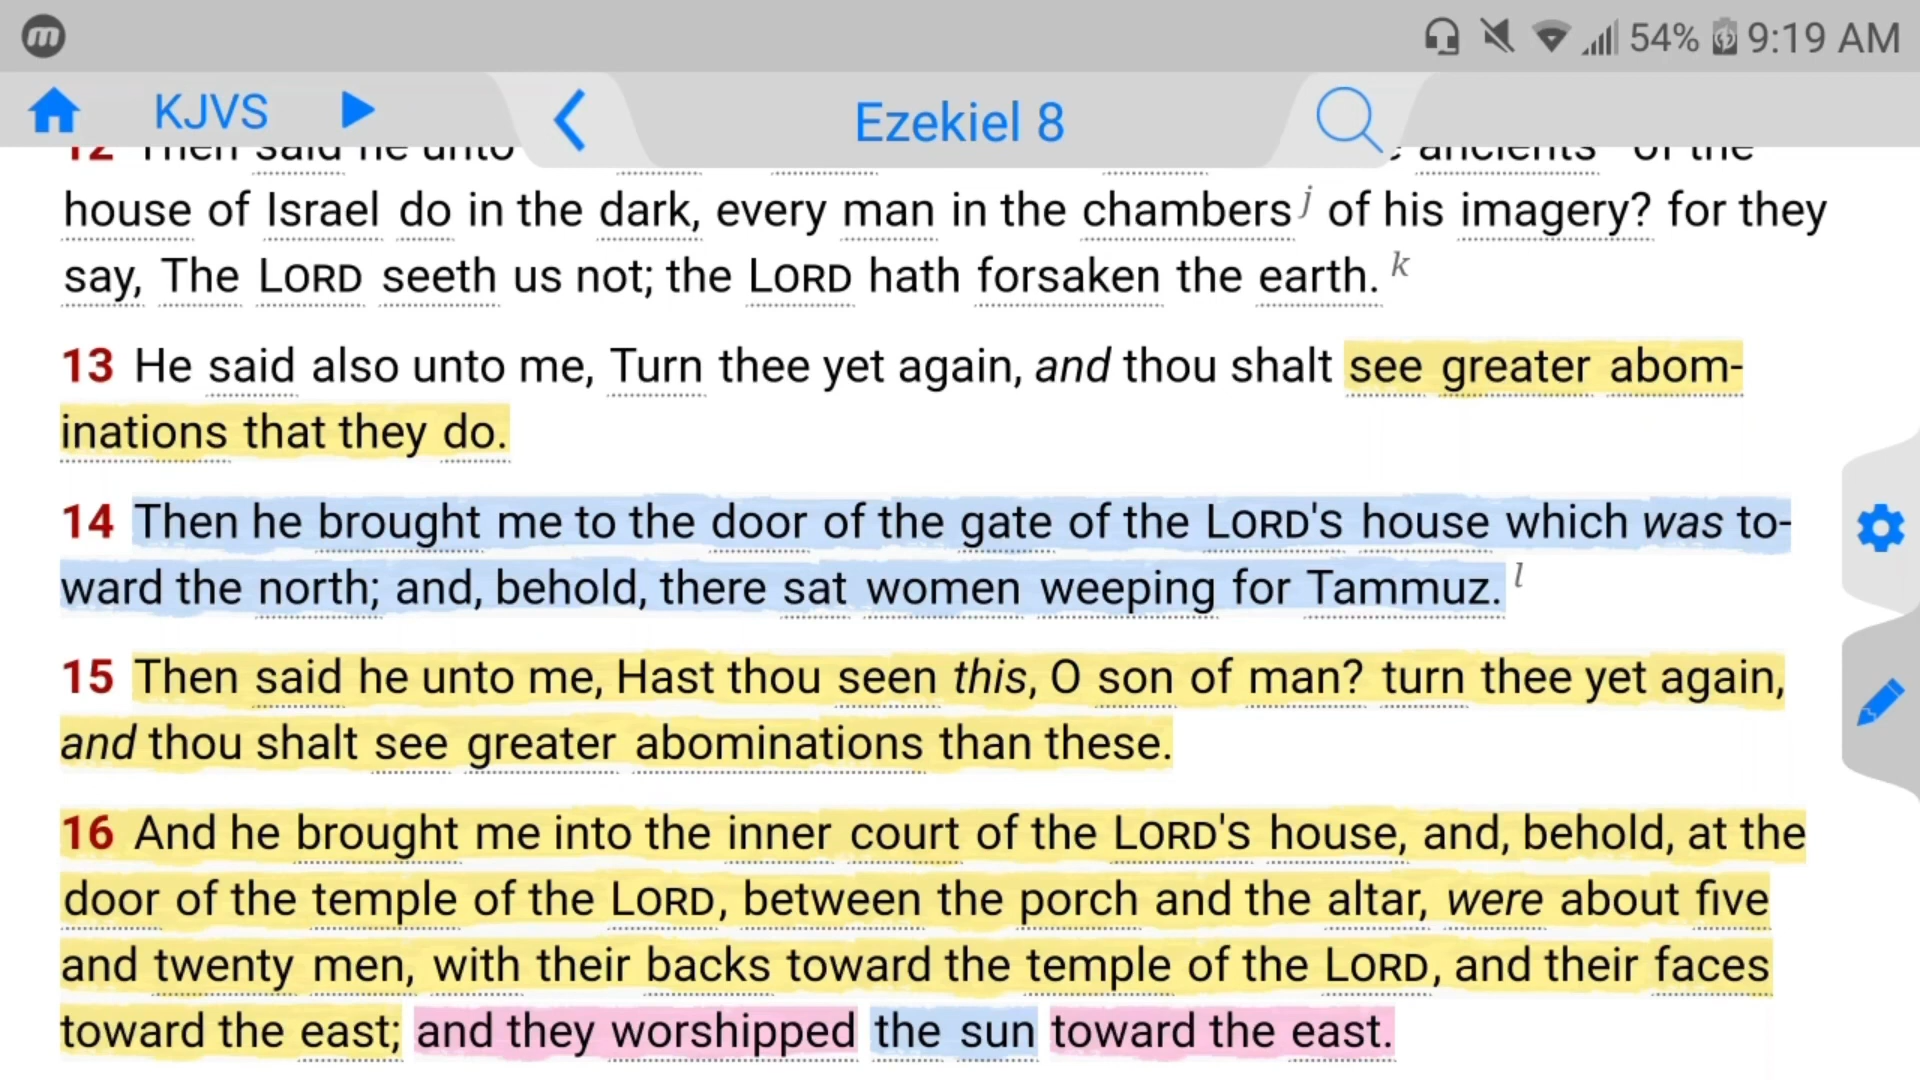 m 54% 9:19 AM
KJVS Ezekiel 8
12 Then said he unto ancients of the
house of Israel do in the dark, every man in the chambers j of his imagery? for they
say, The LORD seeth us not; the LORD hath forsaken the earth. k
13 He said also unto me, Turn thee yet again, and thou shalt see greater abom-
inations that they do.
14 Then he brought me to the door of the gate of the LORD'S house which was to-
ward the north; and, behold, there sat women weeping for Tammuz. l
15 Then said he unto me, Hast thou seen this, O son of man? turn thee yet again,
and thou shalt see greater abominations than these.
16 And he brought me into the inner court of the LORD'S house, and, behold, at the
door of the temple of the LORD, between the porch and the altar, were about five
and twenty men, with their backs toward the temple of the LORD, and their faces
toward the east; and they worshipped the sun toward the east.